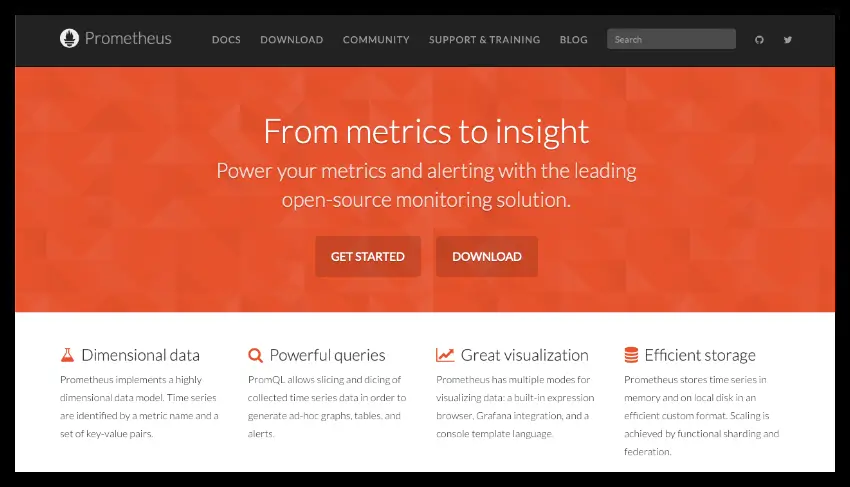 Prometheus
DOCS
DOWNLOAD
COMMUNITY
SUPPORT & TRAINING
BLOG
Search
From metrics to insight
Power your metrics and alerting with the leading
open-source monitoring solution.
GET STARTED
DOWNLOAD
Dimensional data
Prometheus implements a highly
dimensional data model. Time series
are identified by a metric name and a
set of key-value pairs.
Powerful queries
PromQL allows slicing and dicing of
collected time series data in order to
generate ad-hoc graphs, tables, and
alerts.
Great visualization
Prometheus has multiple modes for
visualizing data: a built-in expression
browser, Grafana integration, and a
console template language.
Efficient storage
Prometheus stores time series in
memory and on local disk in an
efficient custom format. Scaling is
achieved by functional sharding and
federation.